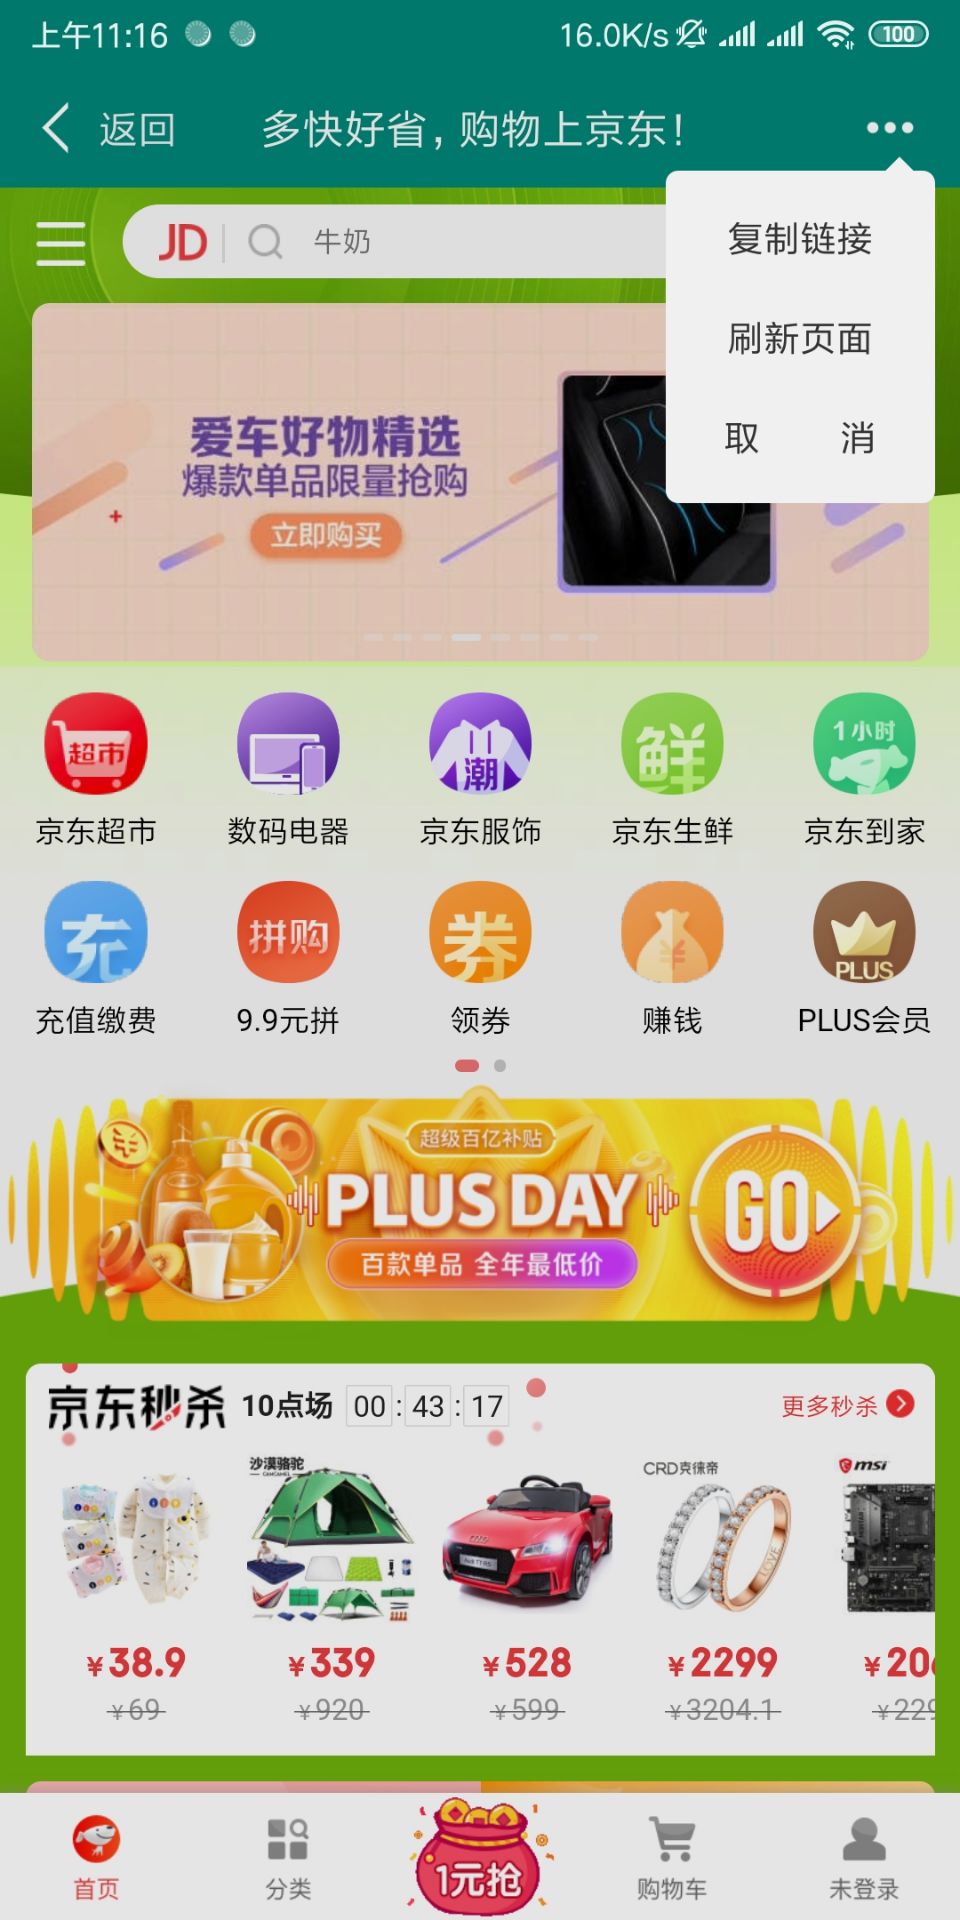 上午11:16 16.0K/s 100
返回 多快好省，购物上京东！
JD 牛奶
复制链接
刷新页面
取 消
爱车好物精选
爆款单品限量抢购
立即购买
超市 潮 鲜 1小时
京东超市 数码电器 京东服饰 京东生鲜 京东到家
充 拼购 券 ¥ PLUS
充值缴费 9.9元拼 领券 赚钱 PLUS会员
超级百亿补贴
PLUS DAY GO
百款单品 全年最低价
京东秒杀 10点场 00:43:17 更多秒杀
沙漠骆驼 CRD克徕帝 msi
¥38.9 ¥339 ¥528 ¥2299
¥69 ¥920 ¥599 ¥3204.1
1元抢
首页 分类 购物车 未登录